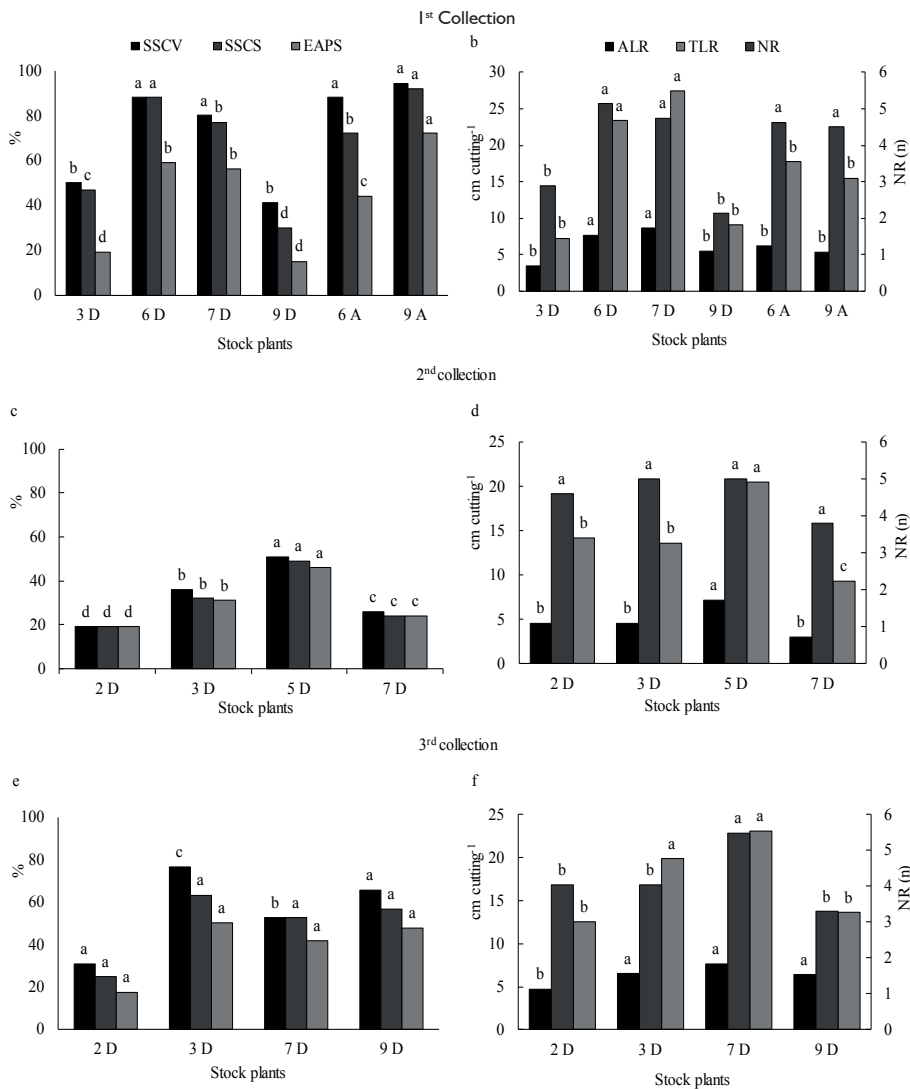 1st Collection
SSCV SSCS EAPS
100
80
60
40
20
0
%
a a b
a b b
a b c
a a a
b c d
b d d
3 D 6 D 7 D 9 D 6 A 9 A
Stock plants
b
ALR TLR NR
30
25
20
15
10
5
0
cm cutting-1
6
5
4
3
2
1
0
NR (n)
b b b
a a a
a a a
b b b
b a b
b a b
3 D 6 D 7 D 9 D 6 A 9 A
Stock plants
2nd collection
c
100
80
60
40
20
0
%
d d d
b b b
a a a
c c c
2 D 3 D 5 D 7 D
Stock plants
d
25
20
15
10
5
0
cm cutting-1
6
5
4
3
2
1
0
NR (n)
b a b
b a b
a a a
b a c
2 D 3 D 5 D 7 D
Stock plants
3rd collection
e
100
80
60
40
20
0
%
a a a
c a a
b a a
a a a
2 D 3 D 7 D 9 D
Stock plants
f
25
20
15
10
5
0
cm cutting-1
6
5
4
3
2
1
0
NR (n)
b b b
a b a
a a a
a b b
2 D 3 D 7 D 9 D
Stock plants